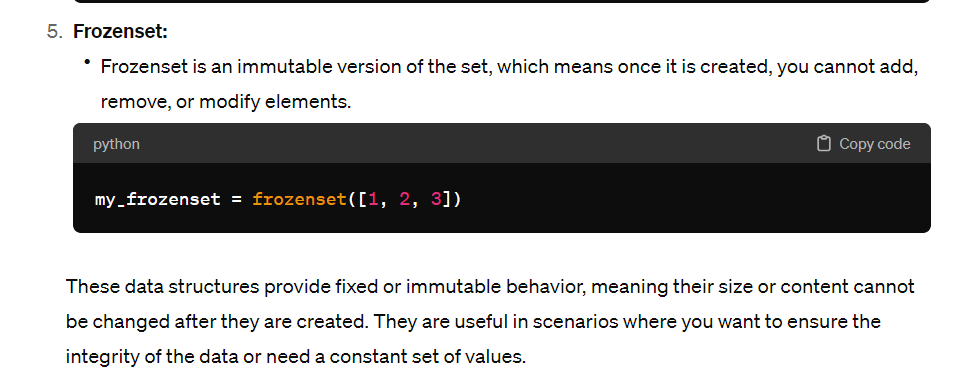 5. Frozenset:
• Frozenset is an immutable version of the set, which means once it is created, you cannot add,
remove, or modify elements.
python Copy code
my_frozenset = frozenset([1, 2, 3])
These data structures provide fixed or immutable behavior, meaning their size or content cannot
be changed after they are created. They are useful in scenarios where you want to ensure the
integrity of the data or need a constant set of values.